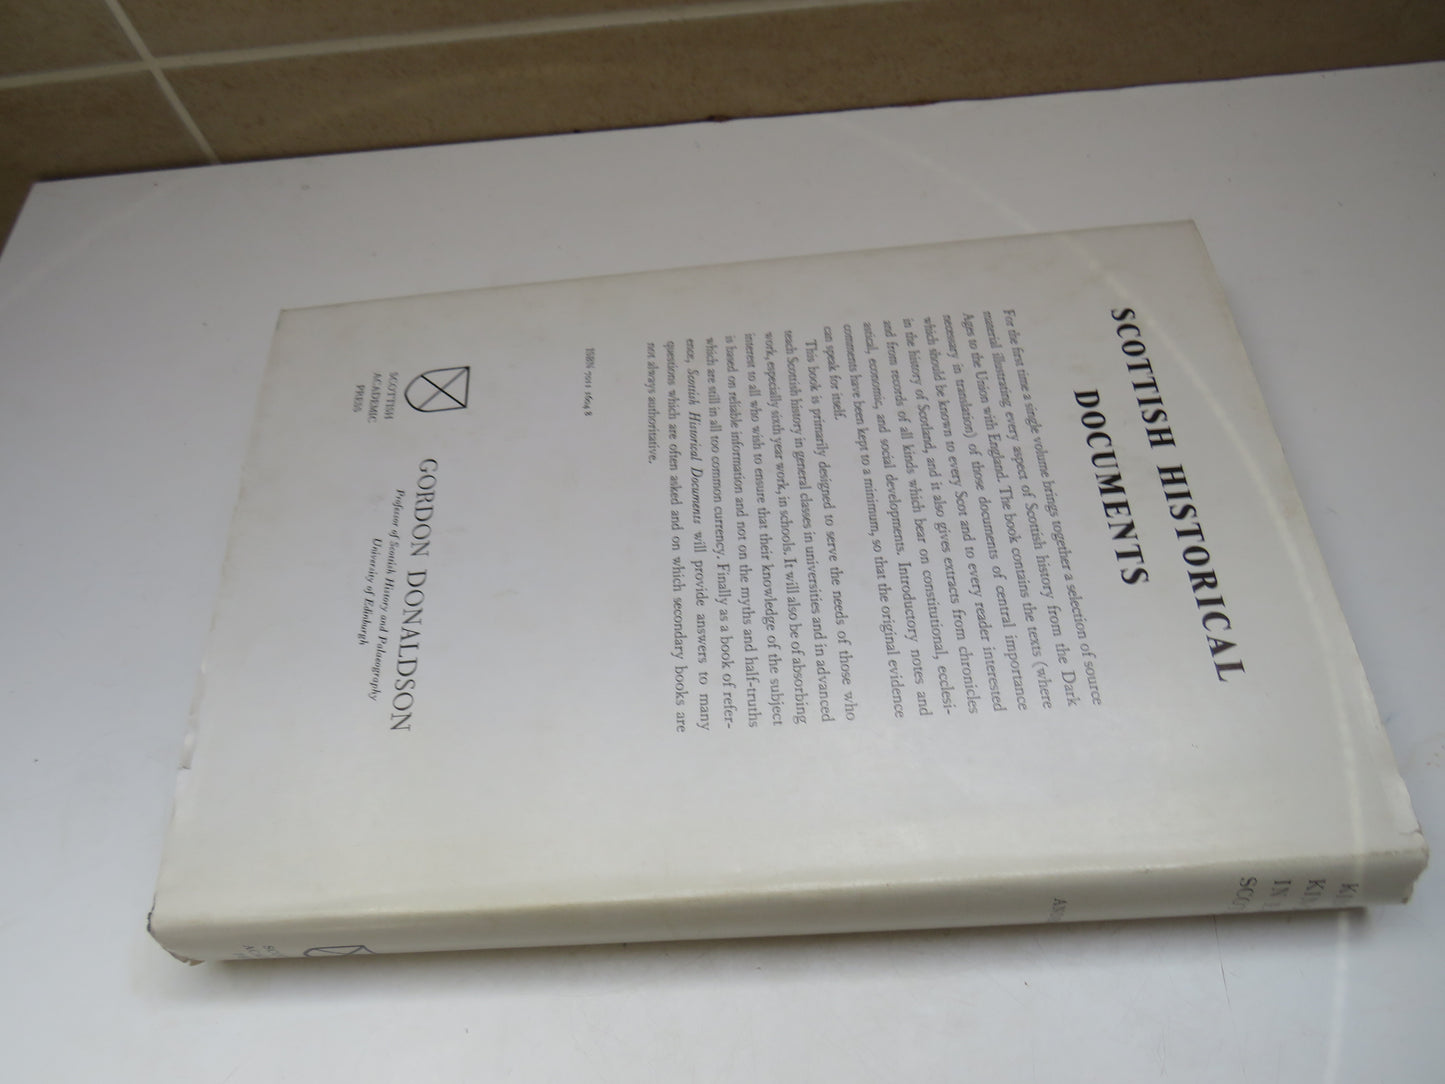 SCOTTISH HISTORICAL
DOCUMENTS
For the first time a single volume brings together a selection of source
material illustrating every aspect of Scottish history from the Dark
Ages to the Union with England. The book contains the texts (where
necessary in translation) of those documents of central importance
which should be known to every Scot and to every reader interested
in the history of Scotland, and it also gives extracts from chronicles
and from records of all kinds which bear on constitutional, ecclesi-
astical, economic, and social developments. Introductory notes and
comments have been kept to a minimum, so that the original evidence
can speak for itself.
This book is primarily designed to serve the needs of those who
teach Scottish history in general classes in universities and in advanced
work, especially sixth year work, in schools. It will also be of absorbing
interest to all who wish to ensure that their knowledge of the subject
is based on reliable information and not on the myths and half-truths
which are still in all too common currency. Finally as a book of refer-
ence, Scottish Historical Documents will provide answers to many
questions which are often asked and on which secondary books are
not always authoritative.
ISBN 7011 1604 8
GORDON DONALDSON
Professor of Scottish History and Palaeography
University of Edinburgh
SCOTTISH
ACADEMIC
PRESS
IN